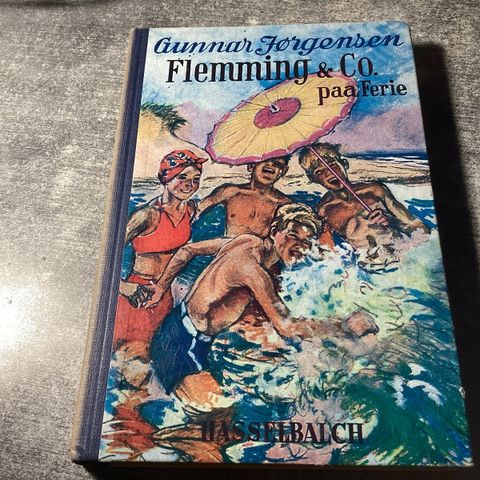 Gunnar Jørgensen
Flemming & Co.
paa Ferie
HASSELBALCH